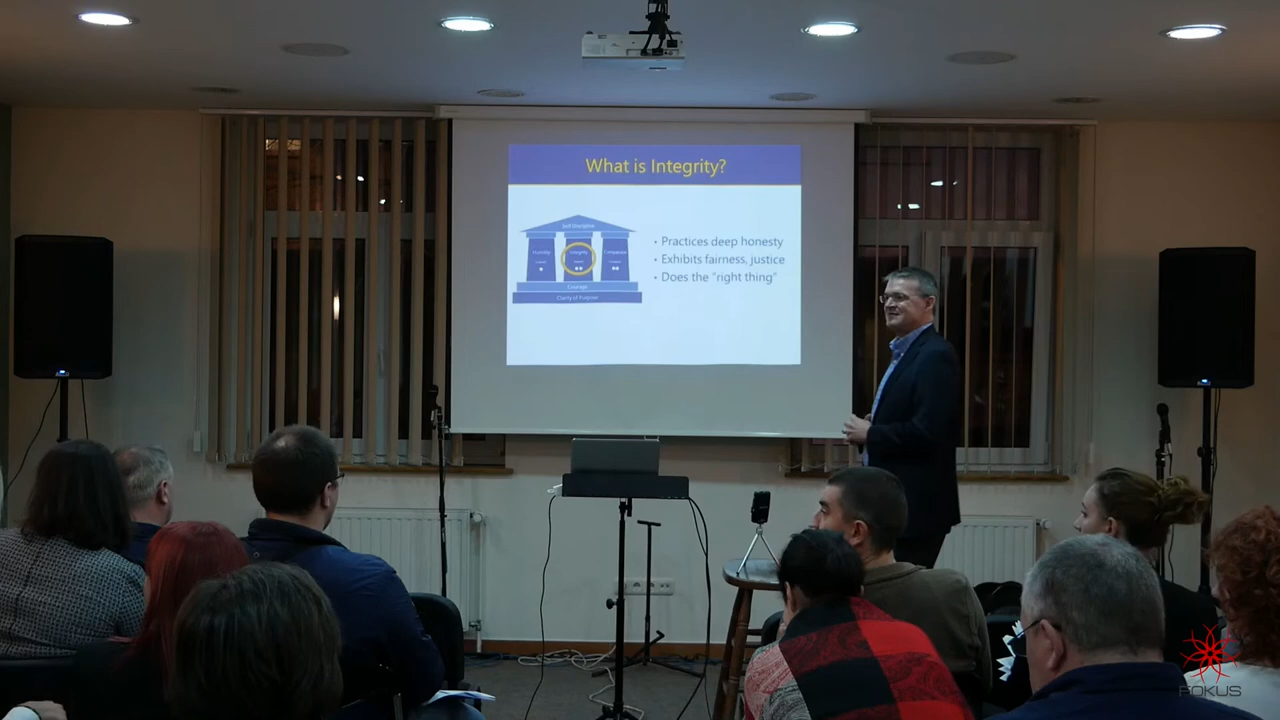 What is Integrity?
Self Discipline
Humility
Integrity
Compassion
Courage
Clarity of Purpose
• Practices deep honesty
• Exhibits fairness, justice
• Does the "right thing"
FOKUS